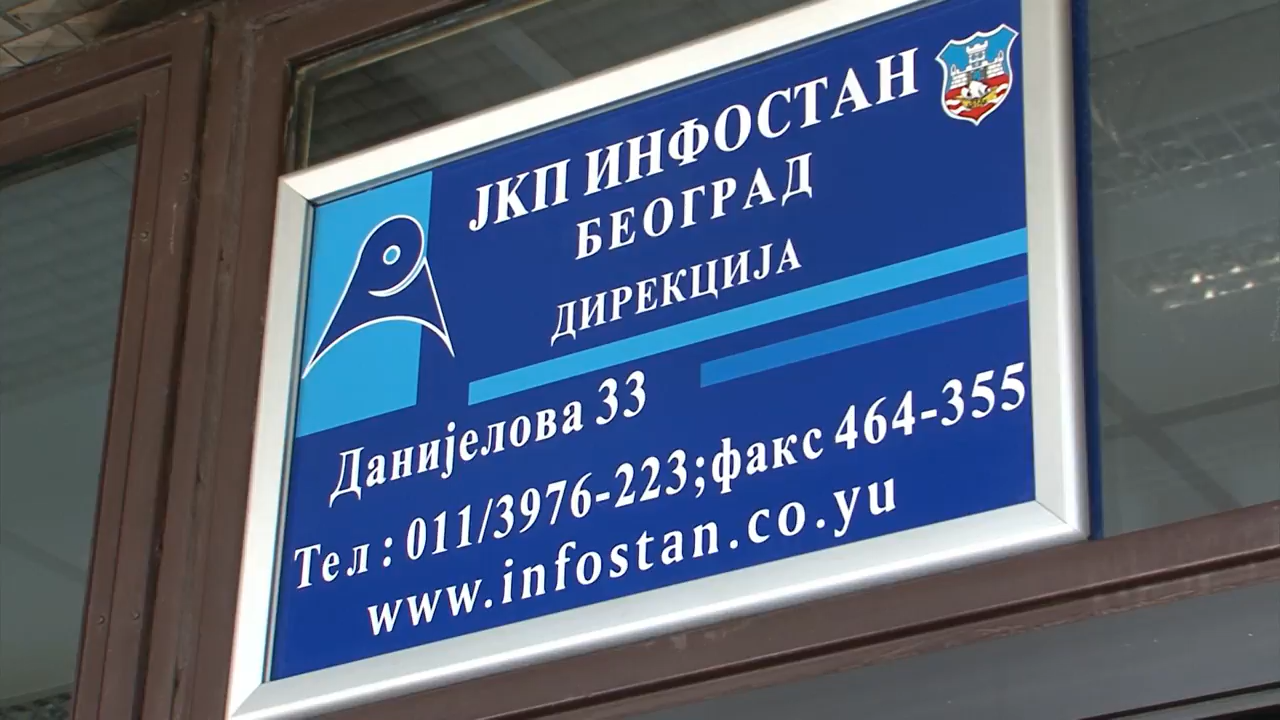 ЈКП ИНФОСТАН
БЕОГРАД
ДИРЕКЦИЈА
Данијелова 33
Тел : 011/3976-223;факс 464-355
www.infostan.co.yu